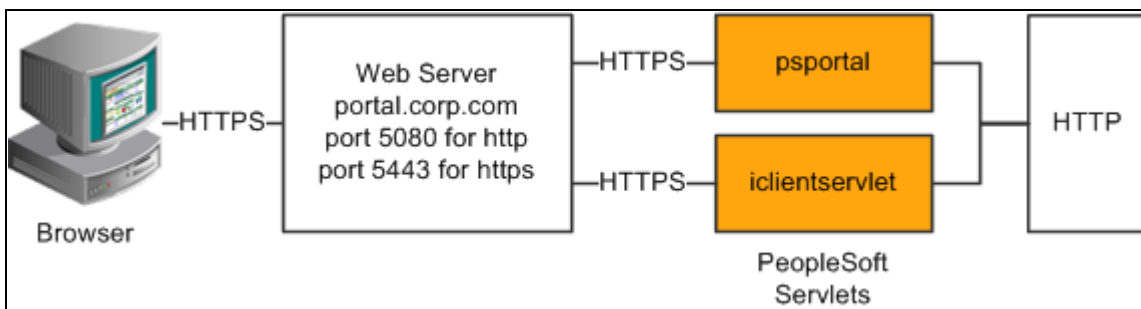 Browser
HTTPS
Web Server
portal.corp.com
port 5080 for http
port 5443 for https
HTTPS
psportal
HTTPS
iclientservlet
PeopleSoft
Servlets
HTTP